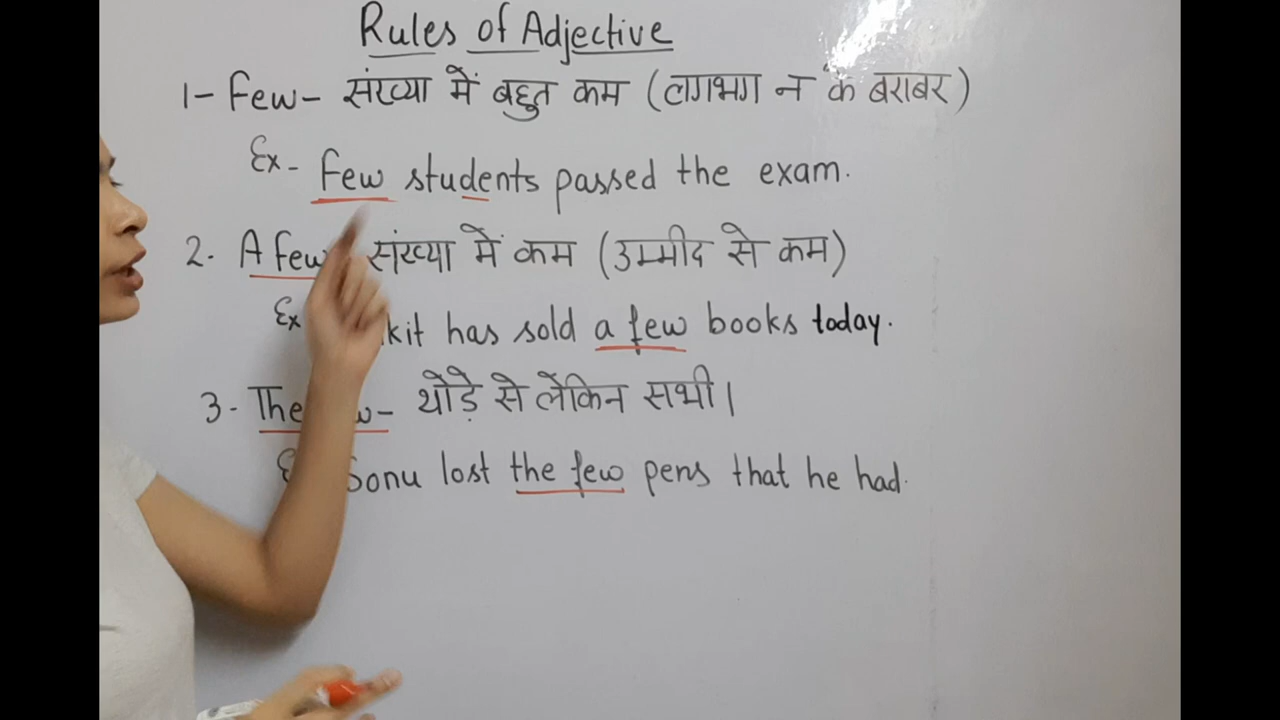 Rules of Adjective
1- Few- संख्या में बहुत कम (लगभग न के बराबर)
Ex- Few students passed the exam.
2. A few संख्या में कम (उम्मीद से कम)
Ex has sold a few books today.
3- The थोड़े से लेकिन सभी।
Sonu lost the few pens that he had.